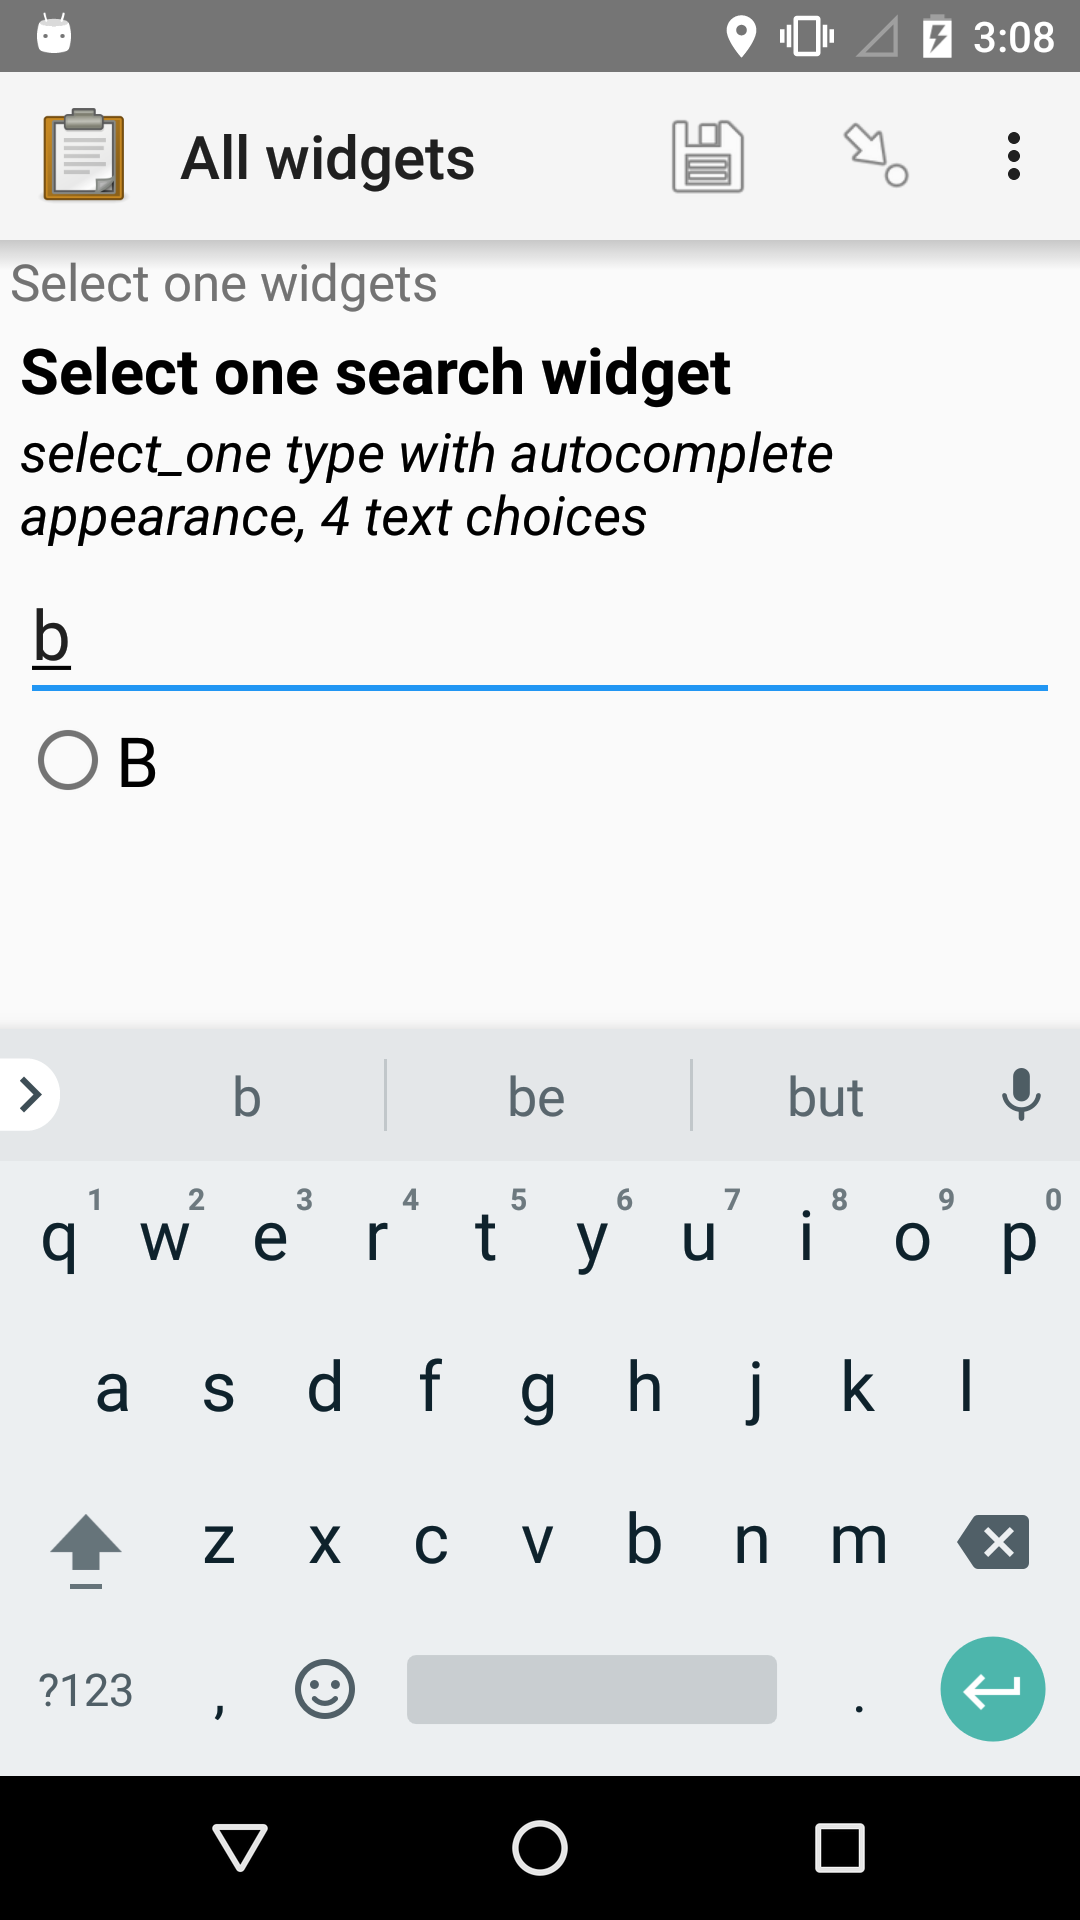 3:08
All widgets
Select one widgets
Select one search widget
select_one type with autocomplete
appearance, 4 text choices
b
B
b be but
1 2 3 4 5 6 7 8 9 0
q w e r t y u i o p
a s d f g h j k l
z x c v b n m
?123 , .